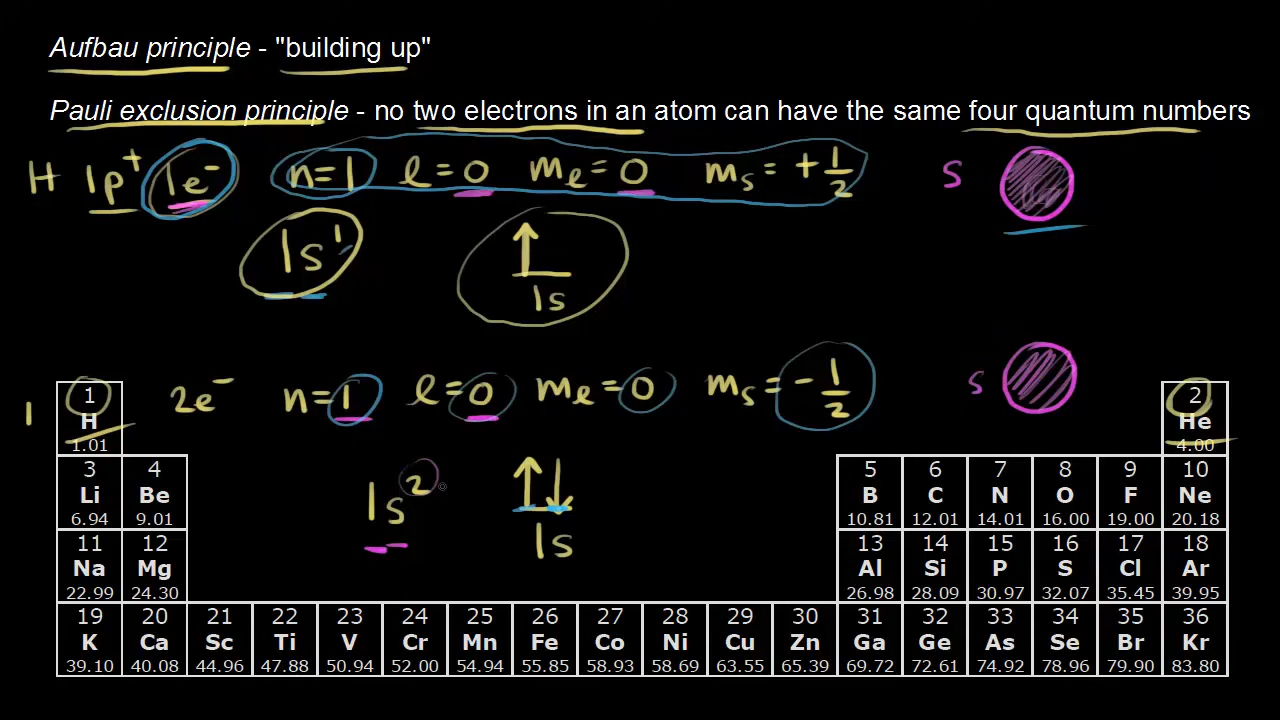 Aufbau principle - "building up"
Pauli exclusion principle - no two electrons in an atom can have the same four quantum numbers
H 1p⁺ 1e⁻ n=1 l=0 mₗ=0 mₛ=+1/2 S
1s¹
1s
1 2e⁻ n=1 l=0 mₗ=0 mₛ=-1/2 S
1s²
1s
1 2
H He
1.01 4.00
3 4 5 6 7 8 9 10
Li Be B C N O F Ne
6.94 9.01 10.81 12.01 14.01 16.00 19.00 20.18
11 12 13 14 15 16 17 18
Na Mg Al Si P S Cl Ar
22.99 24.30 26.98 28.09 30.97 32.07 35.45 39.95
19 20 21 22 23 24 25 26 27 28 29 30 31 32 33 34 35 36
K Ca Sc Ti V Cr Mn Fe Co Ni Cu Zn Ga Ge As Se Br Kr
39.10 40.08 44.96 47.88 50.94 52.00 54.94 55.85 58.93 58.69 63.55 65.39 69.72 72.61 74.92 78.96 79.90 83.80